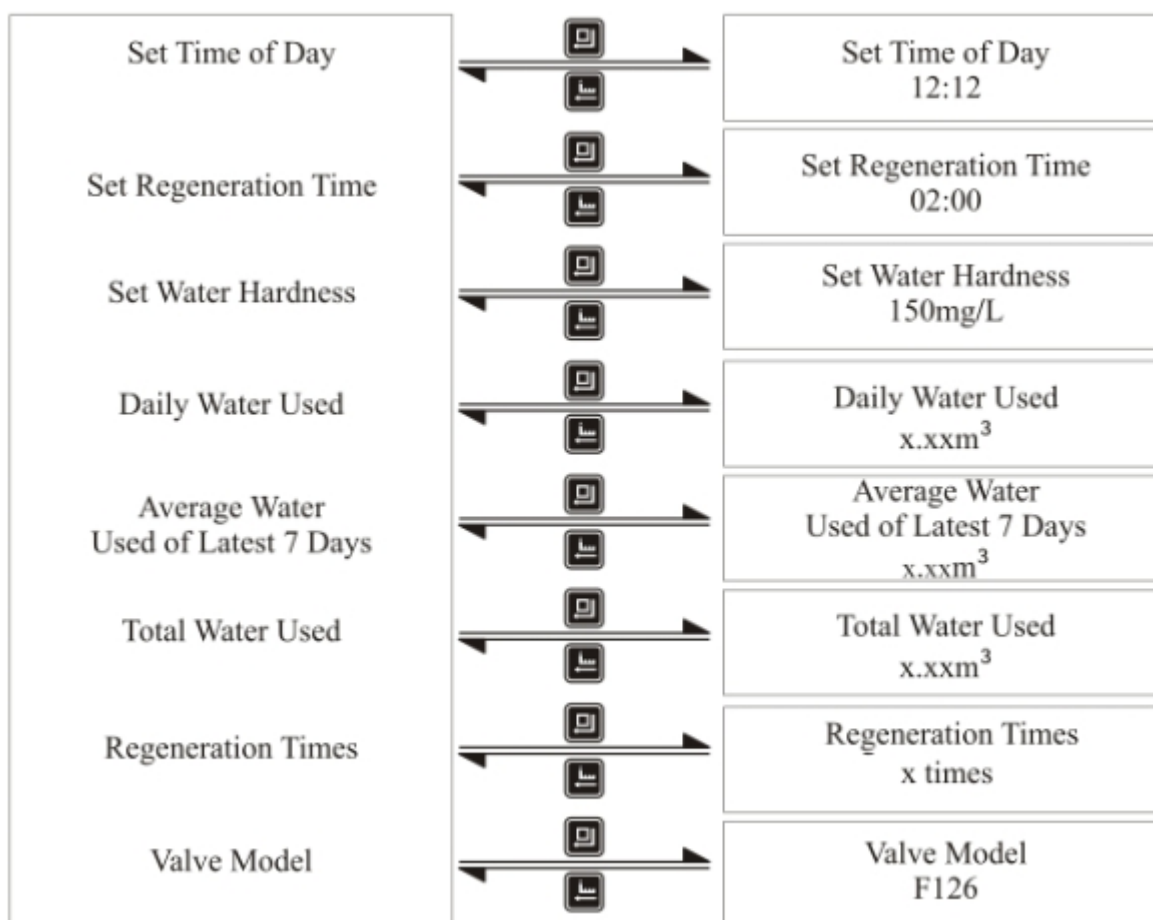 Set Time of Day
Set Time of Day
12:12
Set Regeneration Time
Set Regeneration Time
02:00
Set Water Hardness
Set Water Hardness
150mg/L
Daily Water Used
Daily Water Used
x.xxm³
Average Water
Used of Latest 7 Days
Average Water
Used of Latest 7 Days
x.xxm³
Total Water Used
Total Water Used
x.xxm³
Regeneration Times
Regeneration Times
x times
Valve Model
Valve Model
F126